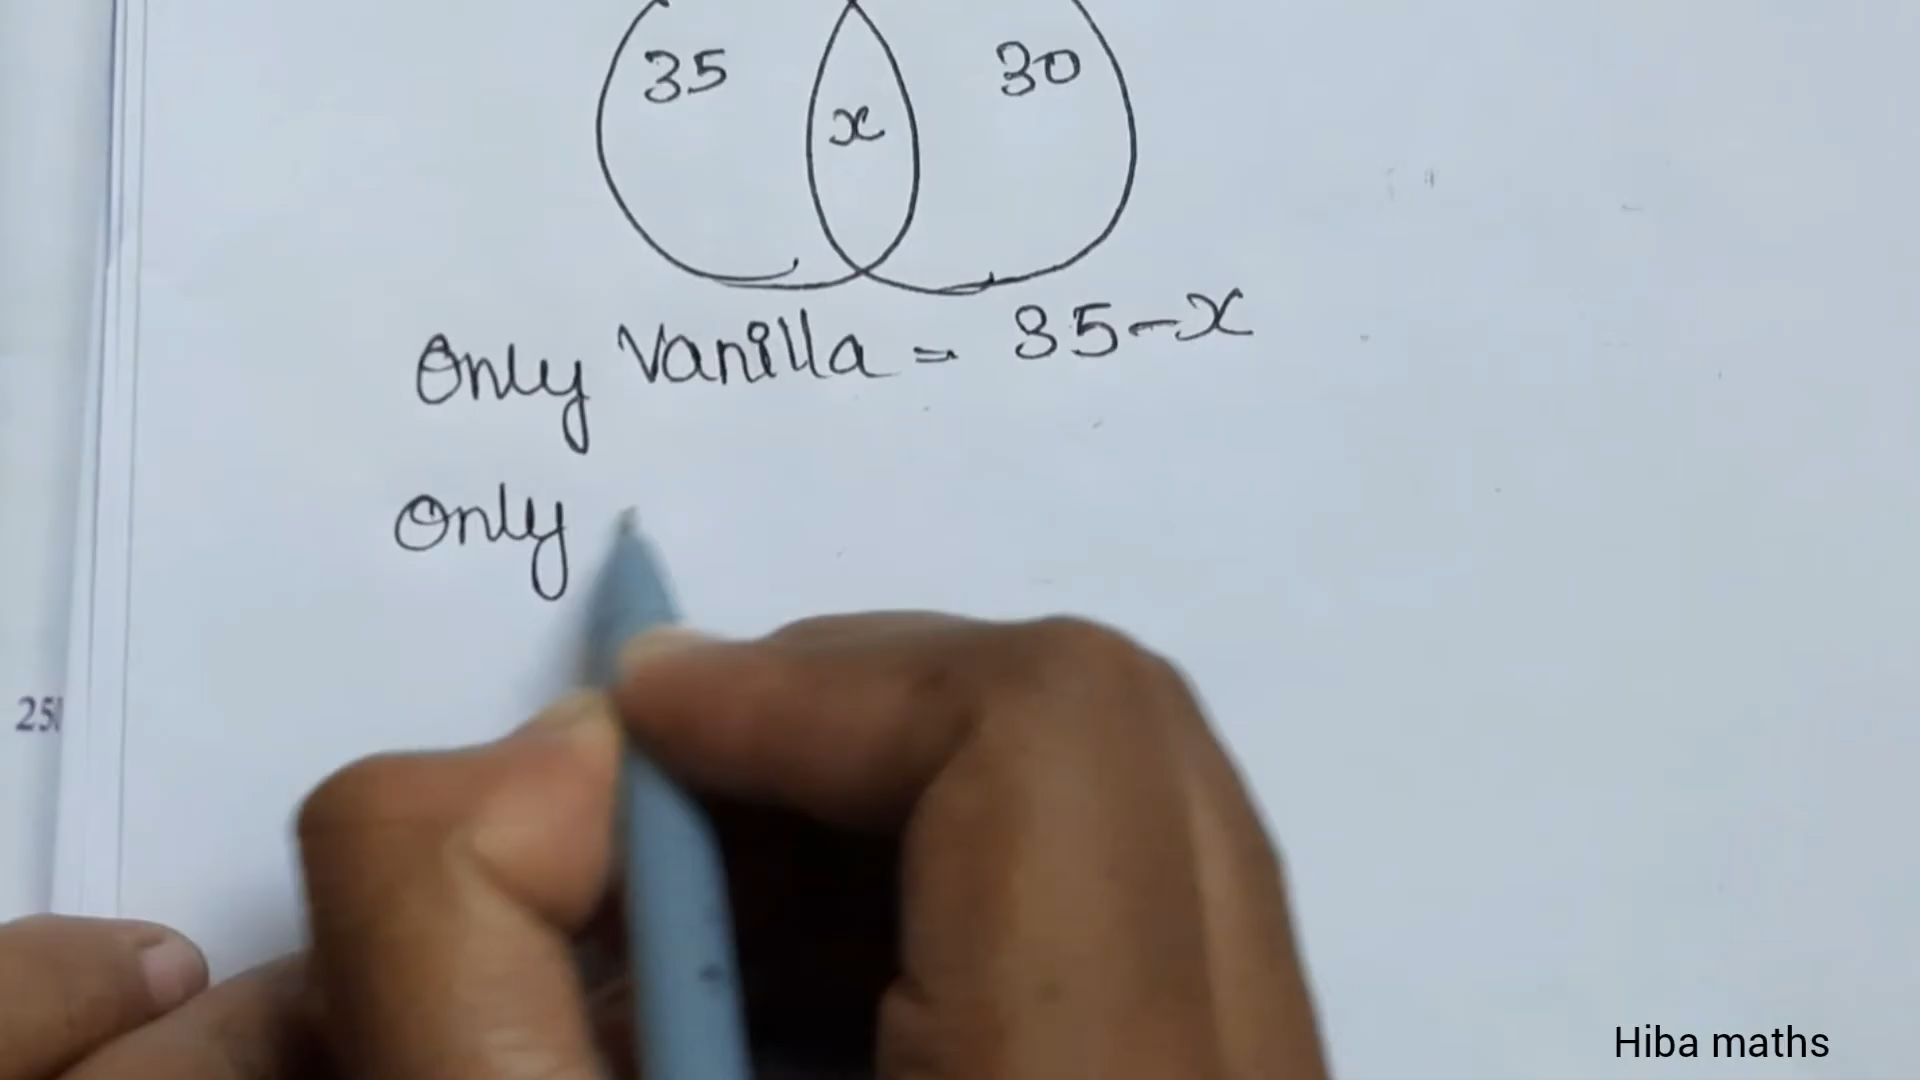 35 x 30
Only Vanilla = 35-x
Only
25
Hiba maths